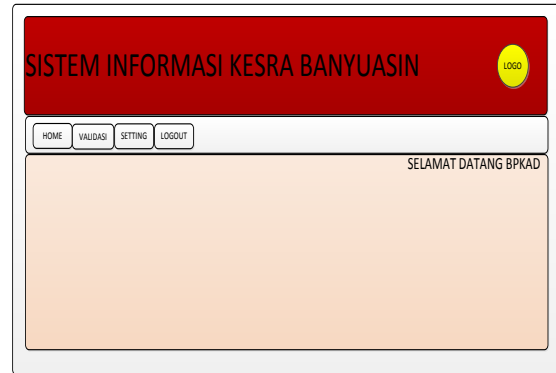 SISTEM INFORMASI KESRA BANYUASIN
LOGO
HOME VALIDASI SETTING LOGOUT
SELAMAT DATANG BPKAD